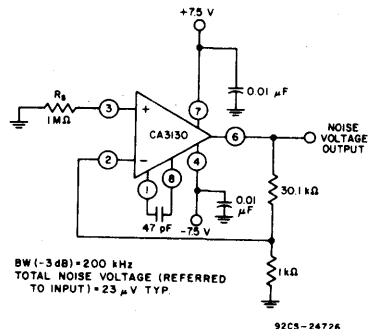 +7.5 V
0.01 µF
Rs
1MΩ
3
+
7
CA3130
6
NOISE
VOLTAGE
OUTPUT
2
–
4
1
8
47 pF
0.01
µF
-7.5 V
30.1 kΩ
1kΩ
BW (-3 dB) = 200 kHz
TOTAL NOISE VOLTAGE (REFERRED
TO INPUT) = 23 µV TYP.
92CS-24726